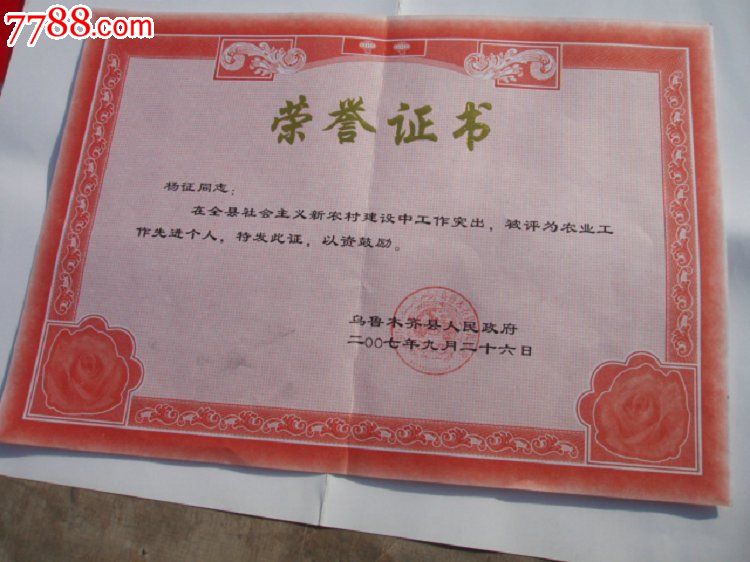 7788.com
荣誉证书
杨证同志：
在全县社会主义新农村建设中工作突出，被评为农业工
作先进个人，特发此证，以资鼓励。
乌鲁木齐县人民政府
二00七年九月二十六日